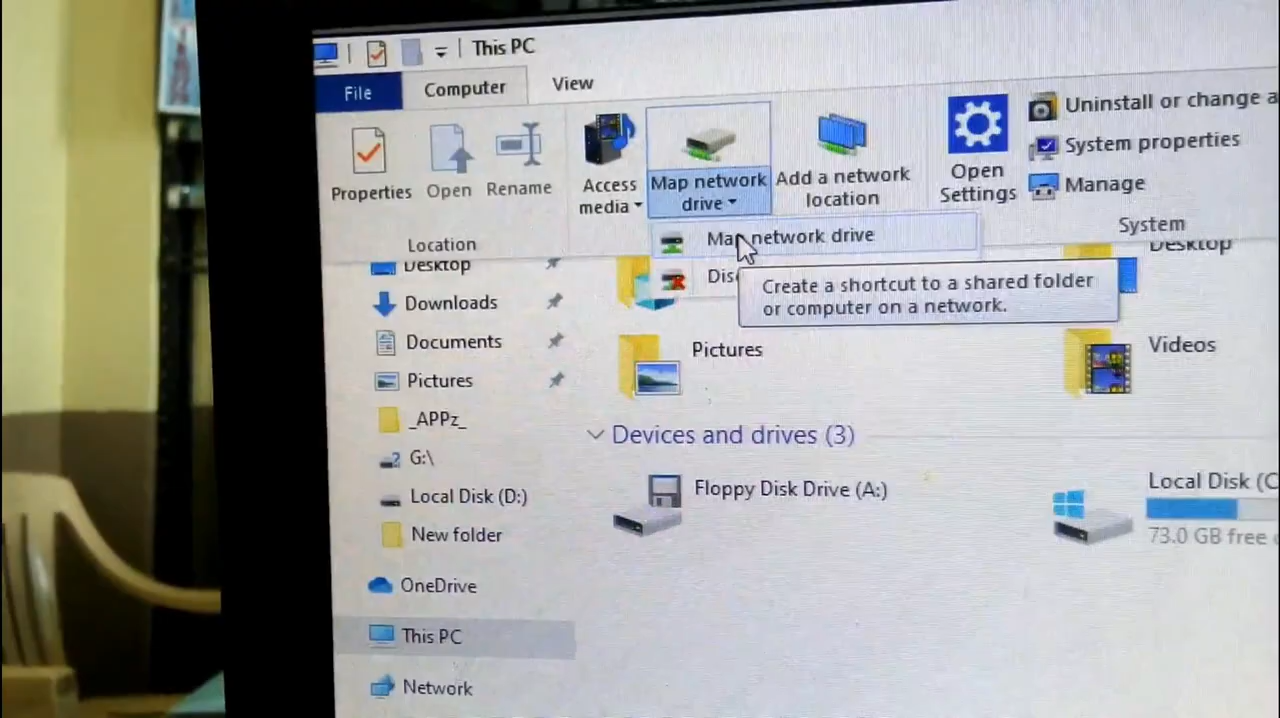 This PC
File
Computer
View
Properties
Open
Rename
Access
media
Map network
drive
Add a network
location
Open
Settings
Uninstall or change a
System properties
Manage
Location
System
Map network drive
Create a shortcut to a shared folder
or computer on a network.
Desktop
Downloads
Documents
Pictures
_APPz_
G:\
Local Disk (D:)
New folder
OneDrive
This PC
Network
Desktop
Pictures
Videos
Devices and drives (3)
Floppy Disk Drive (A:)
Local Disk (C
73.0 GB free